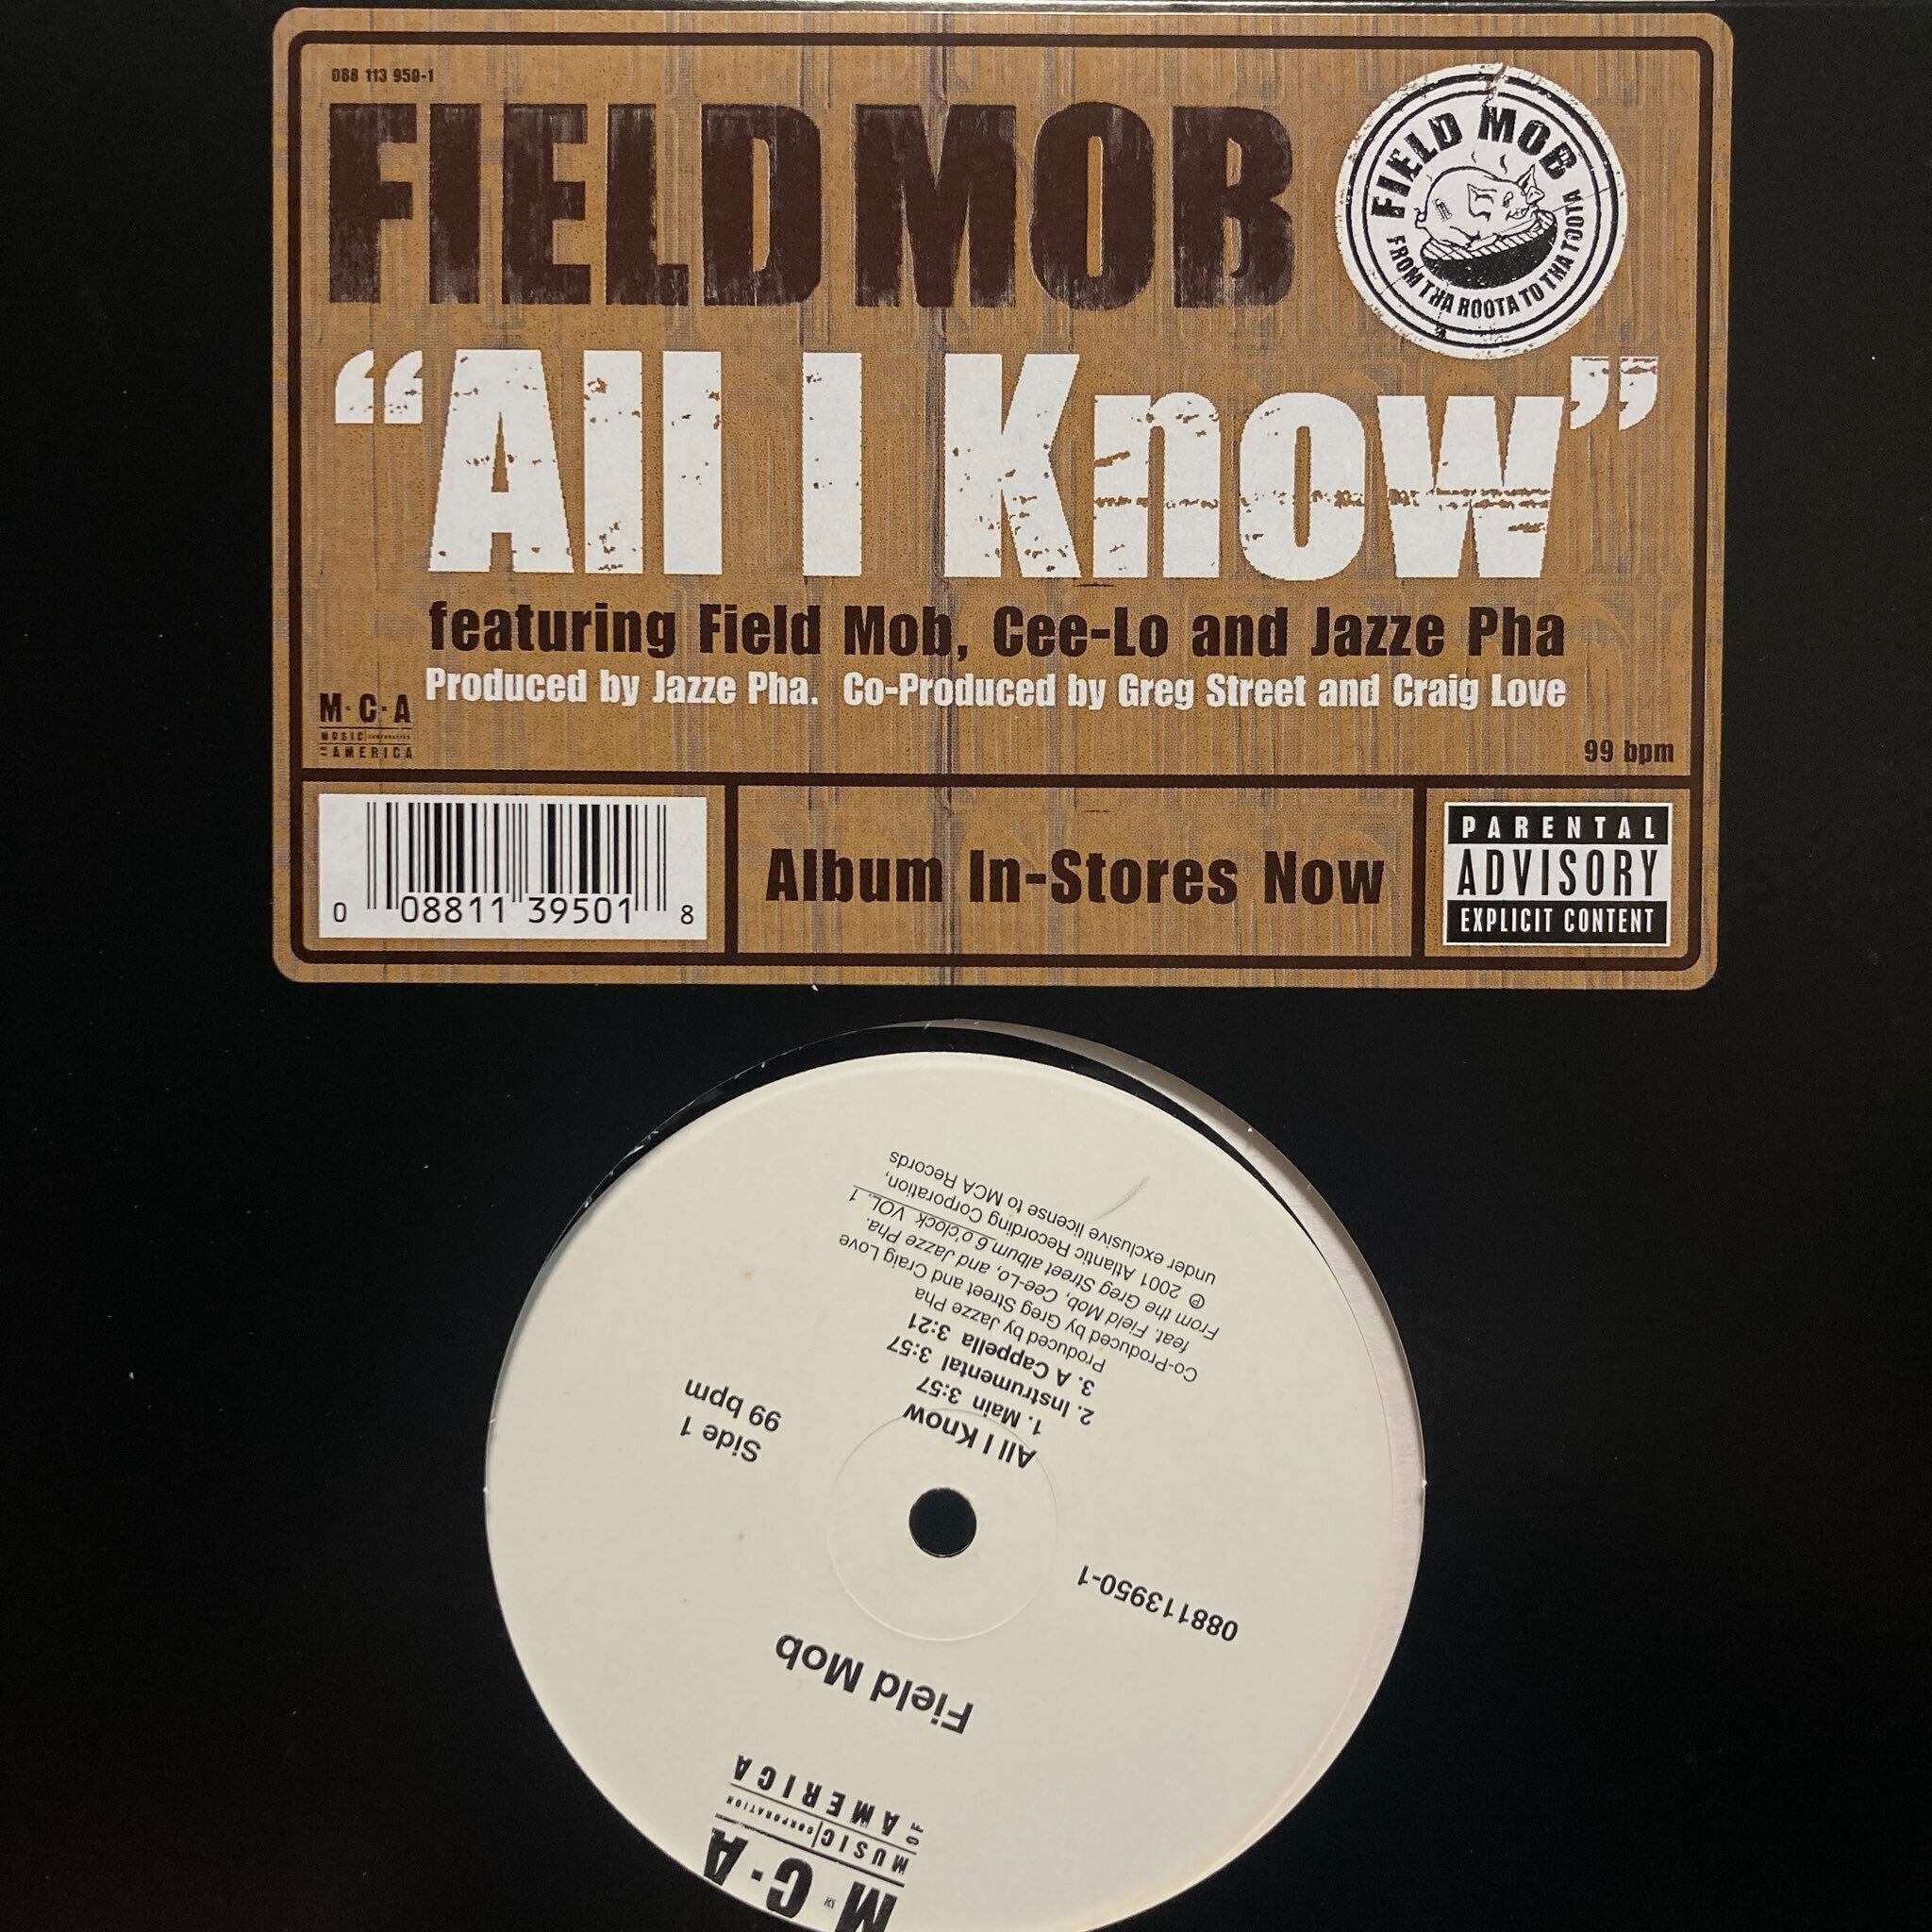 088 113 950-1
FIELD MOB
FIELD MOB
FROM THA ROOTA TO THA TOOTA
“All I Know”
featuring Field Mob, Cee-Lo and Jazze Pha
Produced by Jazze Pha. Co-Produced by Greg Street and Craig Love
M·C·A
MUSIC CORPORATION
OF AMERICA
99 bpm
0 08811 39501 8
Album In-Stores Now
PARENTAL
ADVISORY
EXPLICIT CONTENT
M·C·A
MUSIC CORPORATION
OF AMERICA
Field Mob
088113950-1
Side 1
99 bpm
All I Know
1. Main 3:57
2. Instrumental 3:57
3. A Cappella 3:21
Produced by Jazze Pha
Co-Produced by Greg Street and Craig Love
feat. Field Mob, Cee-Lo, and Jazze Pha.
From the Greg Street album 6 o'clock VOL. 1
℗ 2001 Atlantic Recording Corporation,
under exclusive license to MCA Records